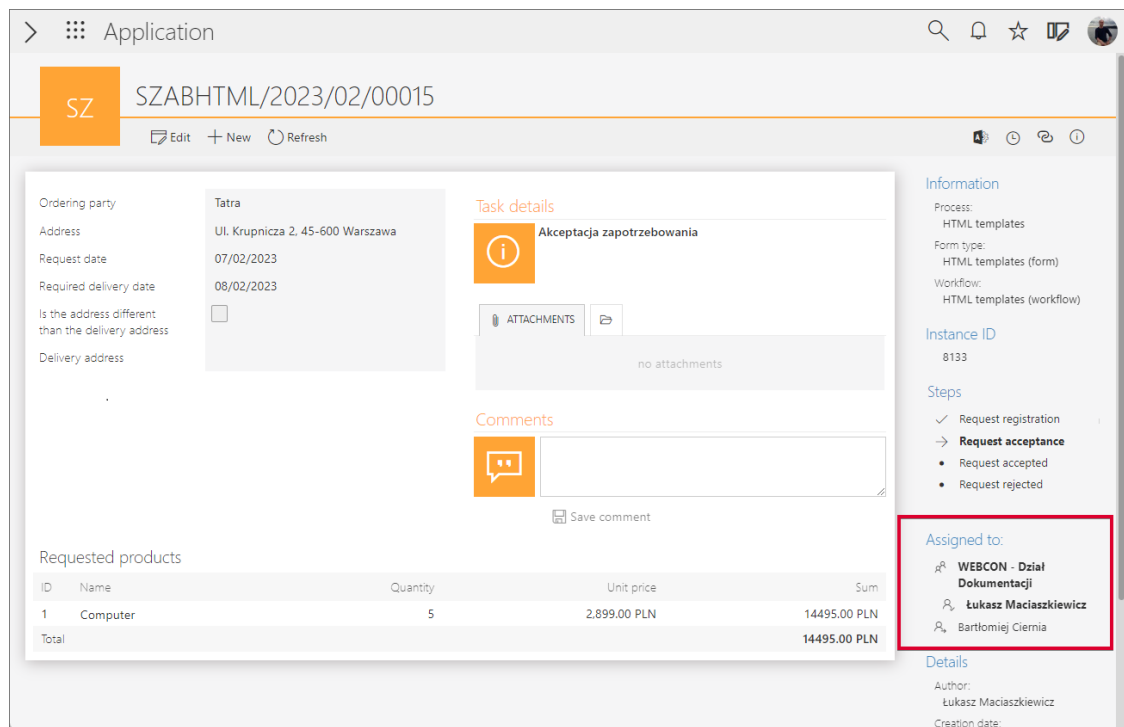 Application
SZ
SZABHTML/2023/02/00015
Edit
New
Refresh
Ordering party
Tatra
Address
Ul. Krupnicza 2, 45-600 Warszawa
Request date
07/02/2023
Required delivery date
08/02/2023
Is the address different
than the delivery address
Delivery address
Task details
Akceptacja zapotrzebowania
ATTACHMENTS
no attachments
Comments
Save comment
Requested products
ID Name Quantity Unit price Sum
1 Computer 5 2,899.00 PLN 14495.00 PLN
Total 14495.00 PLN
Information
Process:
HTML templates
Form type:
HTML templates (form)
Workflow:
HTML templates (workflow)
Instance ID
8133
Steps
Request registration
Request acceptance
Request accepted
Request rejected
Assigned to:
WEBCON - Dział
Dokumentacji
Łukasz Maciaszkiewicz
Bartłomiej Ciernia
Details
Author:
Łukasz Maciaszkiewicz
Creation date: